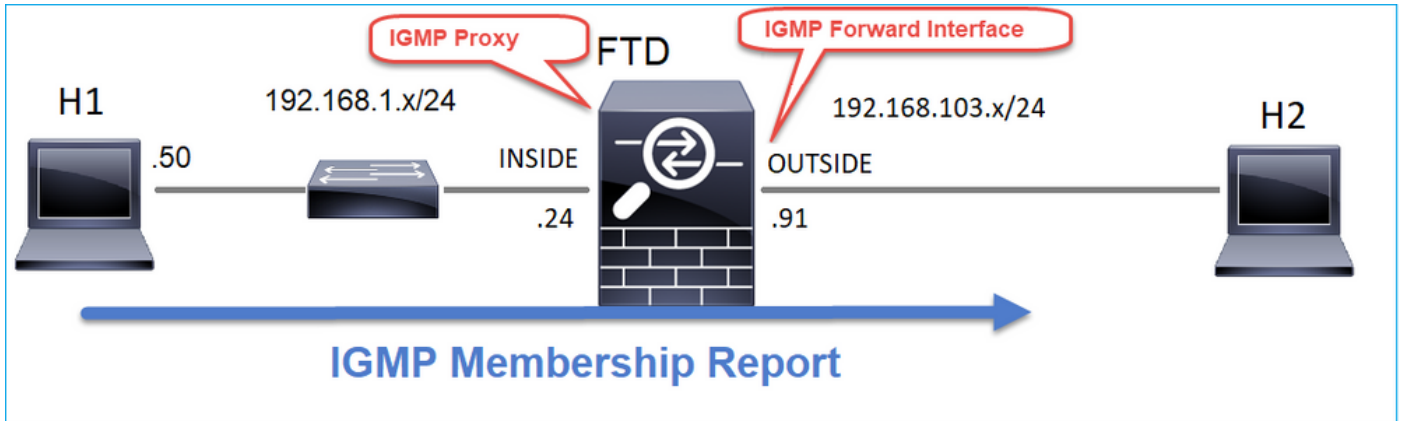 IGMP Proxy
IGMP Forward Interface
FTD
H1
192.168.1.x/24
192.168.103.x/24
H2
.50
INSIDE
OUTSIDE
.24
.91
IGMP Membership Report